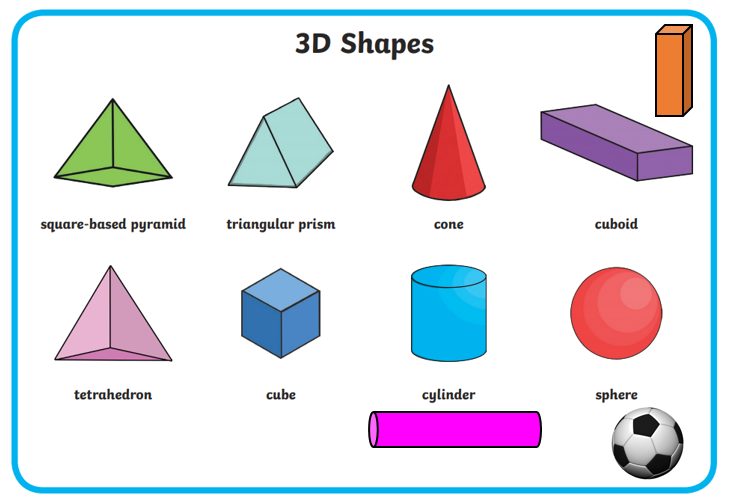 3D Shapes
square-based pyramid
triangular prism
cone
cuboid
tetrahedron
cube
cylinder
sphere